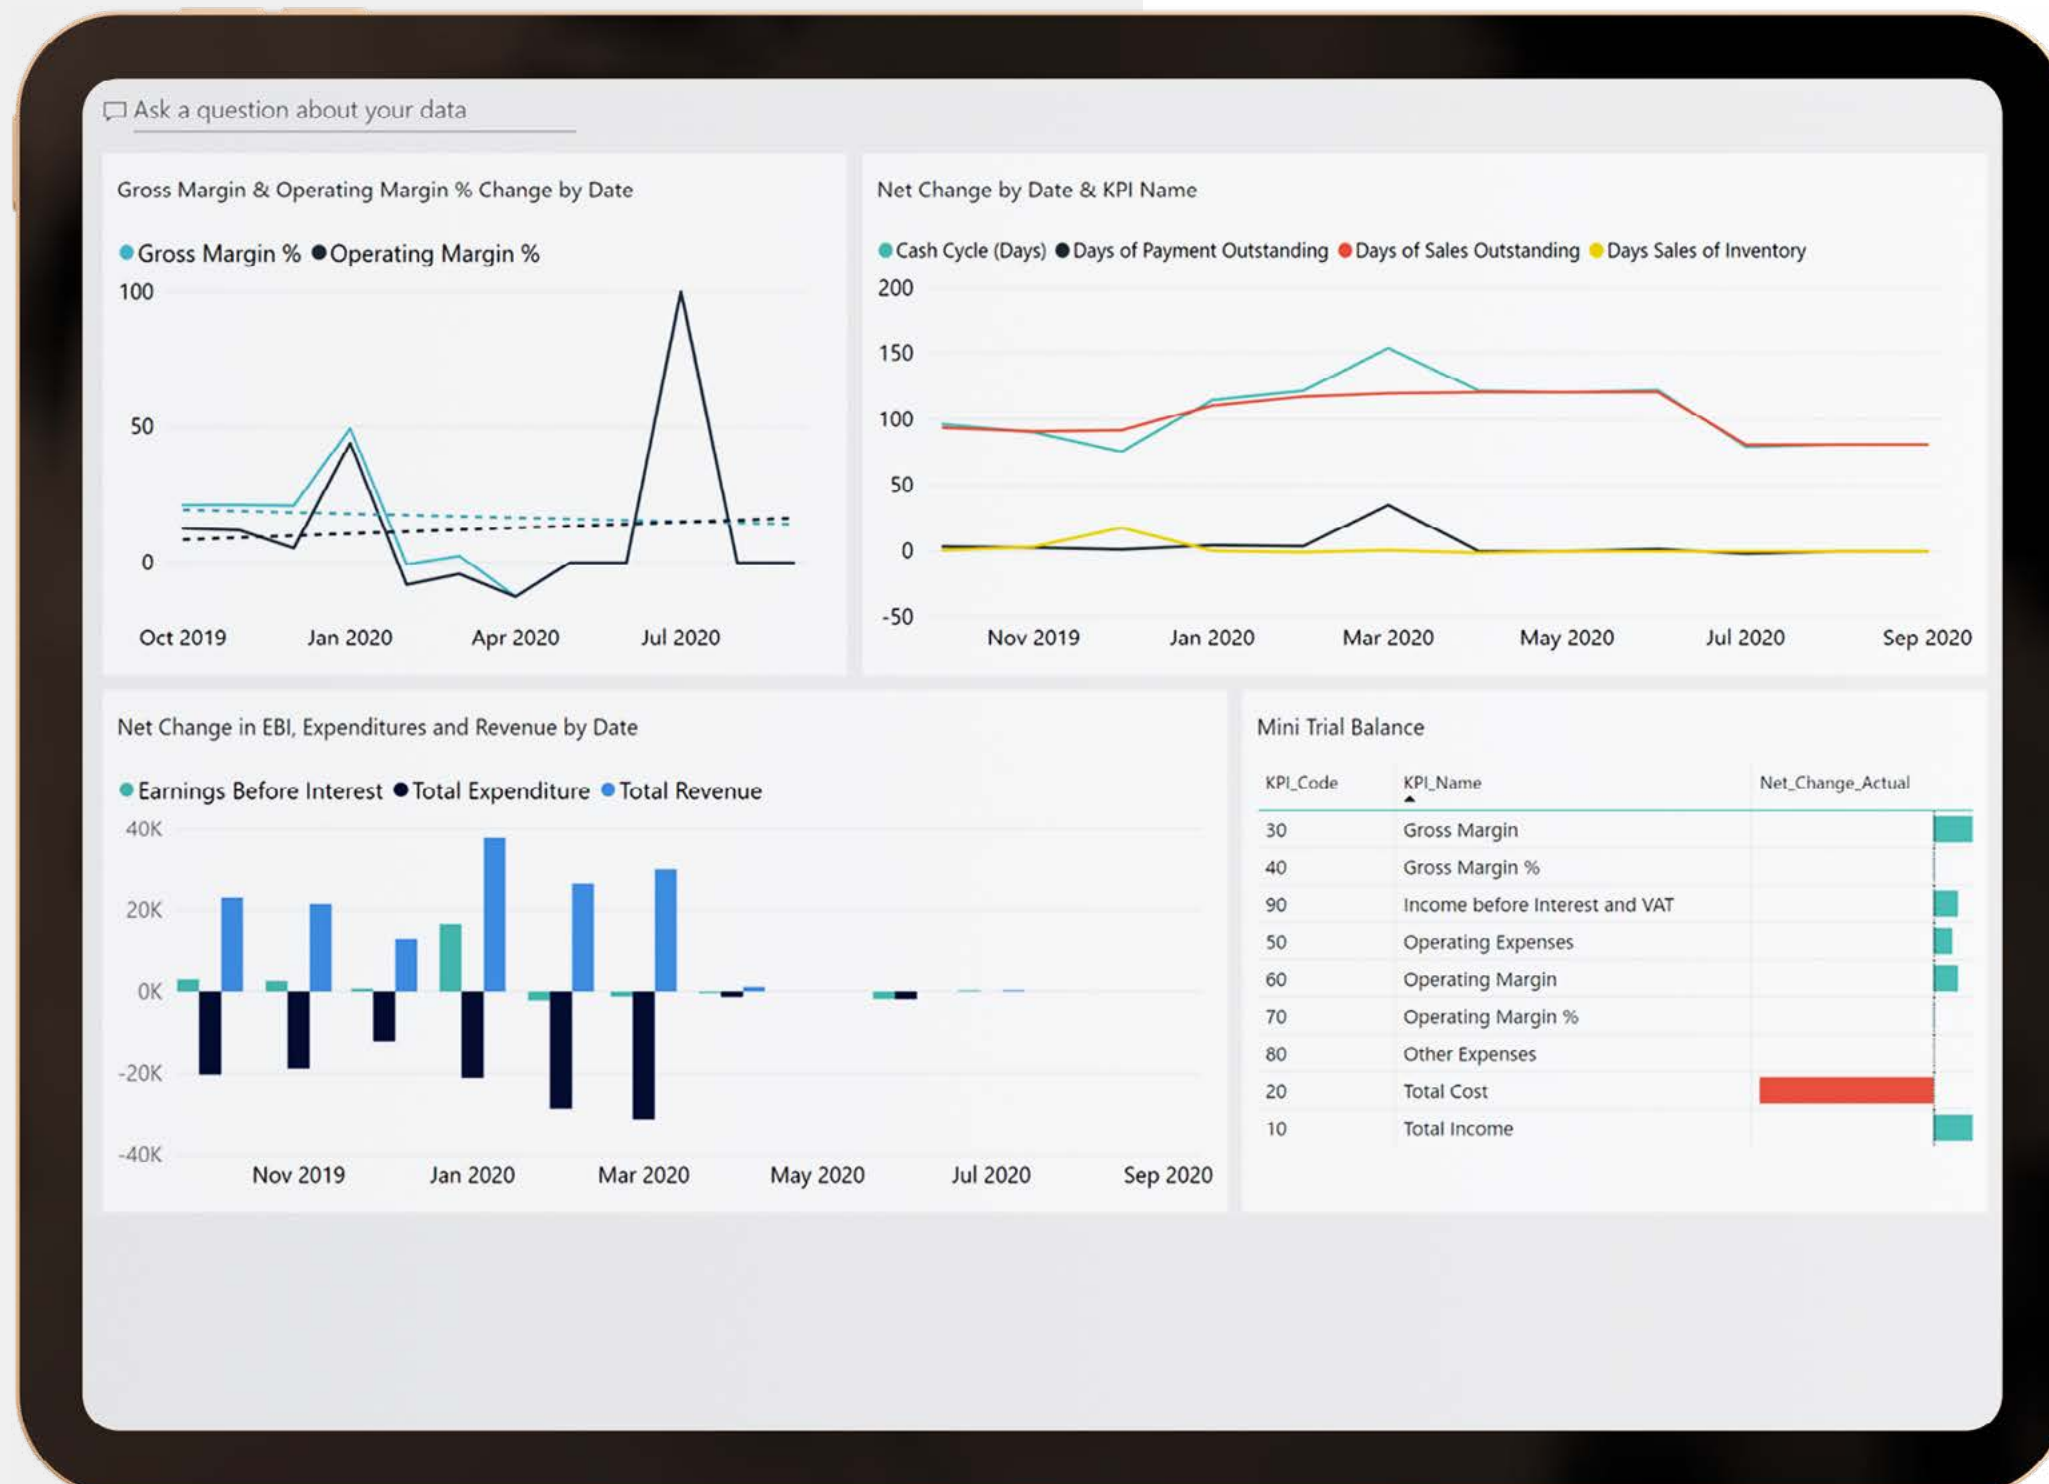 Ask a question about your data
Gross Margin & Operating Margin % Change by Date
Gross Margin % Operating Margin %
100
50
0
Oct 2019 Jan 2020 Apr 2020 Jul 2020
Net Change by Date & KPI Name
Cash Cycle (Days) Days of Payment Outstanding Days of Sales Outstanding Days Sales of Inventory
200
150
100
50
0
-50
Nov 2019 Jan 2020 Mar 2020 May 2020 Jul 2020 Sep 2020
Net Change in EBI, Expenditures and Revenue by Date
Earnings Before Interest Total Expenditure Total Revenue
40K
20K
0K
-20K
-40K
Nov 2019 Jan 2020 Mar 2020 May 2020 Jul 2020 Sep 2020
Mini Trial Balance
KPI_Code KPI_Name Net_Change_Actual
30 Gross Margin
40 Gross Margin %
90 Income before Interest and VAT
50 Operating Expenses
60 Operating Margin
70 Operating Margin %
80 Other Expenses
20 Total Cost
10 Total Income